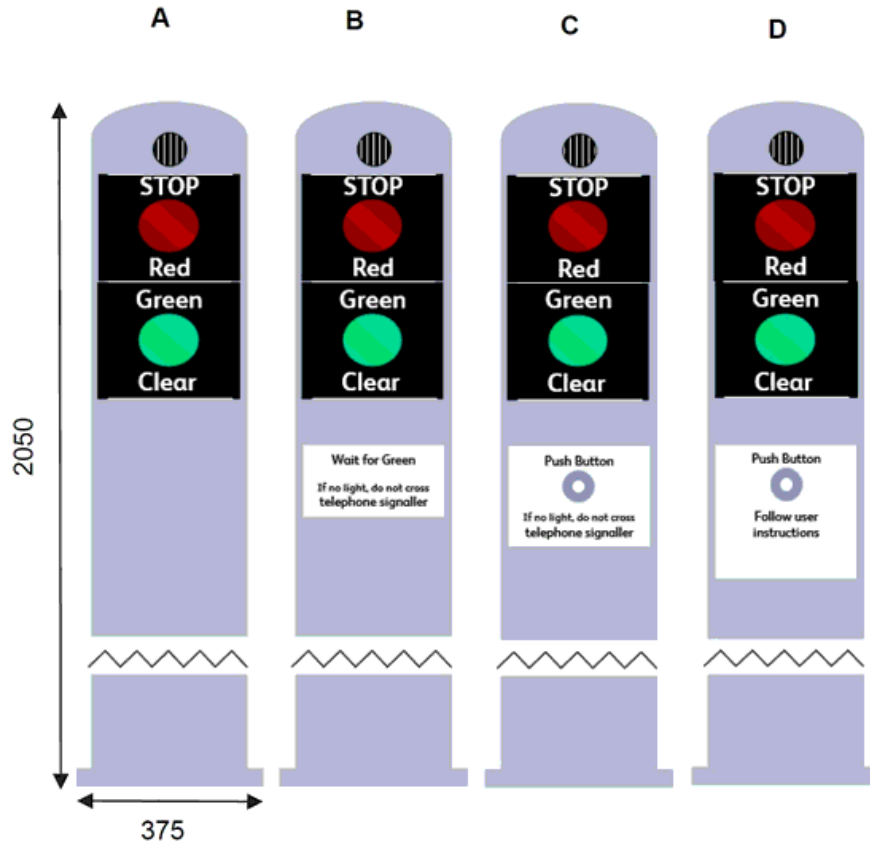 A
B
C
D
STOP
Red
Green
Clear
STOP
Red
Green
Clear
Wait for Green
If no light, do not cross
telephone signaller
STOP
Red
Green
Clear
Push Button
If no light, do not cross
telephone signaller
STOP
Red
Green
Clear
Push Button
Follow user
instructions
2050
375